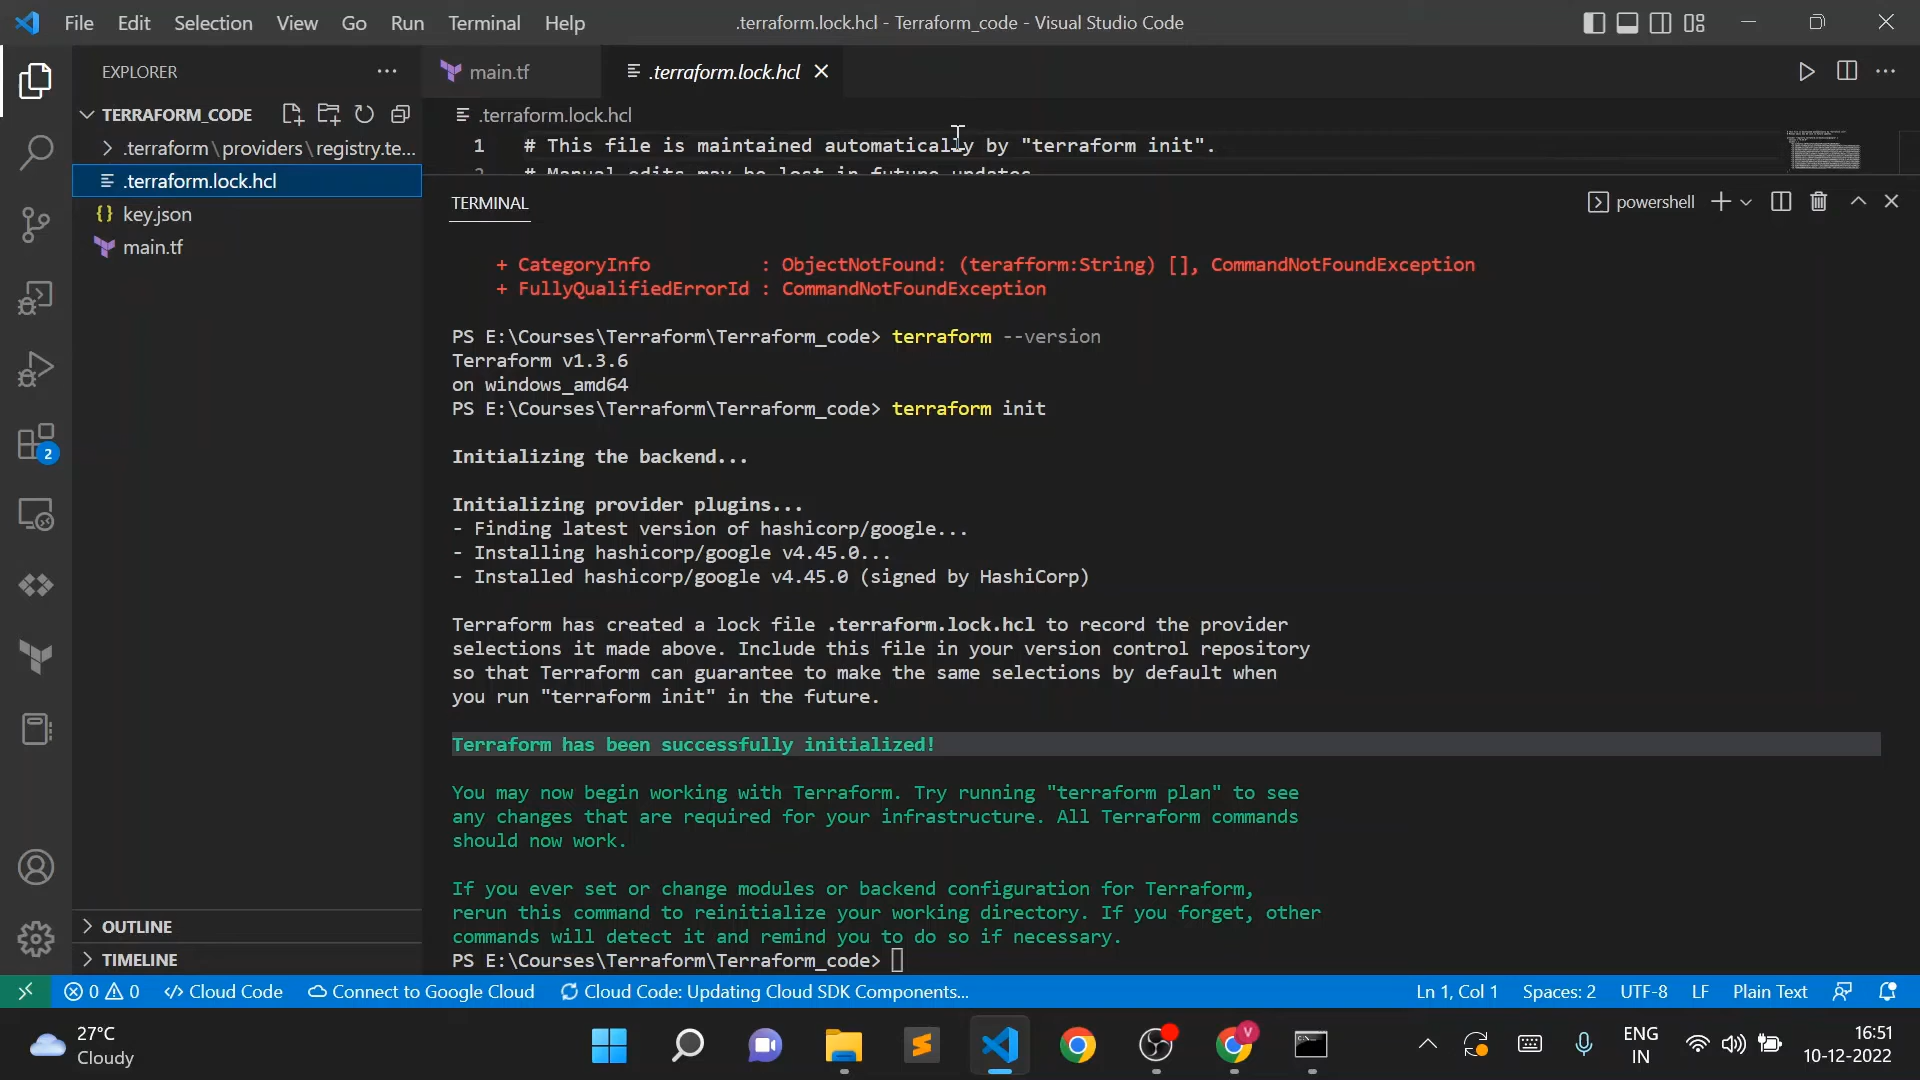 File Edit Selection View Go Run Terminal Help
.terraform.lock.hcl - Terraform_code - Visual Studio Code
EXPLORER
main.tf
.terraform.lock.hcl
TERRAFORM_CODE
.terraform\providers\registry.te...
.terraform.lock.hcl
key.json
main.tf
.terraform.lock.hcl
1 # This file is maintained automatically by "terraform init".
2 # Manual edits may be lost in future updates.
TERMINAL
powershell
+ CategoryInfo : ObjectNotFound: (terafform:String) [], CommandNotFoundException
+ FullyQualifiedErrorId : CommandNotFoundException
PS E:\Courses\Terraform\Terraform_code> terraform --version
Terraform v1.3.6
on windows_amd64
PS E:\Courses\Terraform\Terraform_code> terraform init
Initializing the backend...
Initializing provider plugins...
- Finding latest version of hashicorp/google...
- Installing hashicorp/google v4.45.0...
- Installed hashicorp/google v4.45.0 (signed by HashiCorp)
Terraform has created a lock file .terraform.lock.hcl to record the provider
selections it made above. Include this file in your version control repository
so that Terraform can guarantee to make the same selections by default when
you run "terraform init" in the future.
Terraform has been successfully initialized!
You may now begin working with Terraform. Try running "terraform plan" to see
any changes that are required for your infrastructure. All Terraform commands
should now work.
If you ever set or change modules or backend configuration for Terraform,
rerun this command to reinitialize your working directory. If you forget, other
commands will detect it and remind you to do so if necessary.
PS E:\Courses\Terraform\Terraform_code>
2
OUTLINE
TIMELINE
0 0 Cloud Code Connect to Google Cloud Cloud Code: Updating Cloud SDK Components...
Ln 1, Col 1 Spaces: 2 UTF-8 LF Plain Text
27°C
Cloudy
V
ENG
IN
16:51
10-12-2022